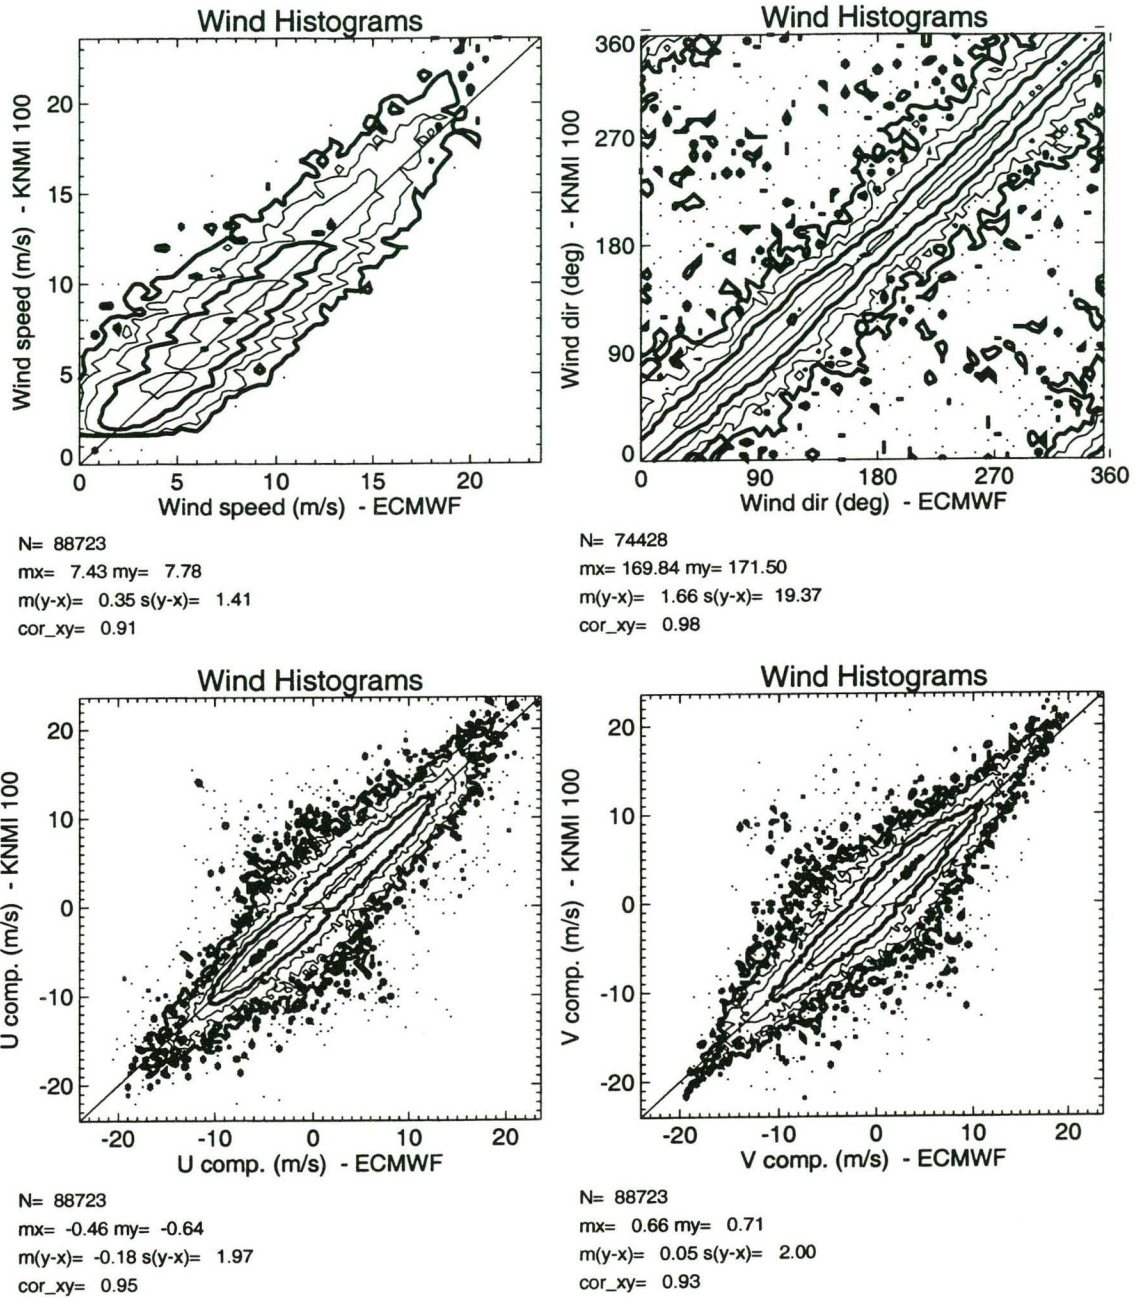 Wind Histograms
20
15
10
5
0
Wind speed (m/s) - KNMI 100
0 5 10 15 20
Wind speed (m/s) - ECMWF
N= 88723
mx= 7.43 my= 7.78
m(y-x)= 0.35 s(y-x)= 1.41
cor_xy= 0.91
Wind Histograms
360
270
180
90
0
Wind dir (deg) - KNMI 100
0 90 180 270 360
Wind dir (deg) - ECMWF
N= 74428
mx= 169.84 my= 171.50
m(y-x)= 1.66 s(y-x)= 19.37
cor_xy= 0.98
Wind Histograms
20
10
0
-10
-20
U comp. (m/s) - KNMI 100
-20 -10 0 10 20
U comp. (m/s) - ECMWF
N= 88723
mx= -0.46 my= -0.64
m(y-x)= -0.18 s(y-x)= 1.97
cor_xy= 0.95
Wind Histograms
20
10
0
-10
-20
V comp. (m/s) - KNMI 100
-20 -10 0 10 20
V comp. (m/s) - ECMWF
N= 88723
mx= 0.66 my= 0.71
m(y-x)= 0.05 s(y-x)= 2.00
cor_xy= 0.93